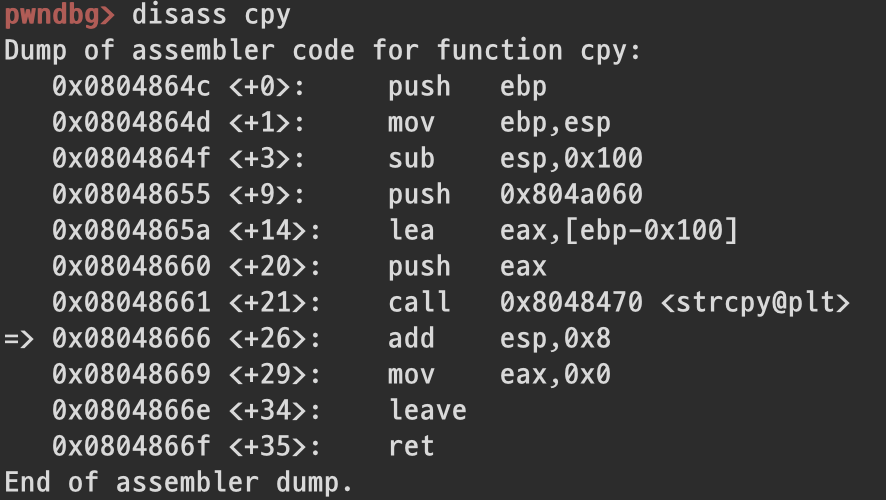 pwndbg> disass cpy
Dump of assembler code for function cpy:
   0x0804864c <+0>:     push   ebp
   0x0804864d <+1>:     mov    ebp,esp
   0x0804864f <+3>:     sub    esp,0x100
   0x08048655 <+9>:     push   0x804a060
   0x0804865a <+14>:    lea    eax,[ebp-0x100]
   0x08048660 <+20>:    push   eax
   0x08048661 <+21>:    call   0x8048470 <strcpy@plt>
=> 0x08048666 <+26>:    add    esp,0x8
   0x08048669 <+29>:    mov    eax,0x0
   0x0804866e <+34>:    leave
   0x0804866f <+35>:    ret
End of assembler dump.